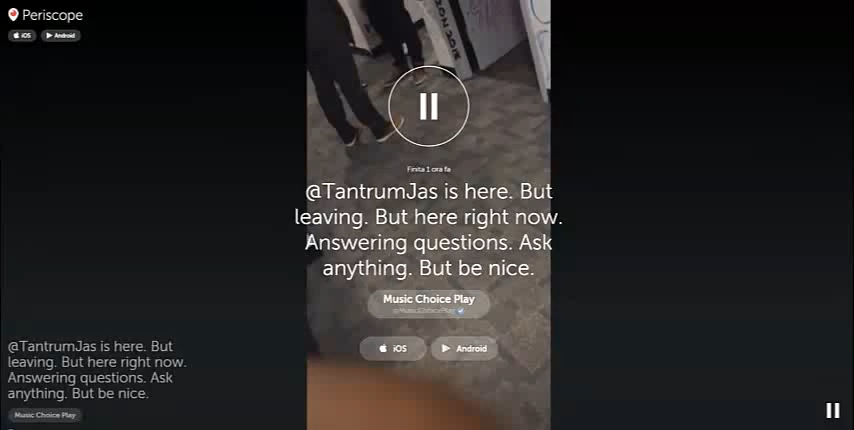 Periscope
iOS
Android
Finita 1 ora fa
@TantrumJas is here. But
leaving. But here right now.
Answering questions. Ask
anything. But be nice.
Music Choice Play
@MusicChoicePlay
iOS
Android
@TantrumJas is here. But
leaving. But here right now.
Answering questions. Ask
anything. But be nice.
Music Choice Play